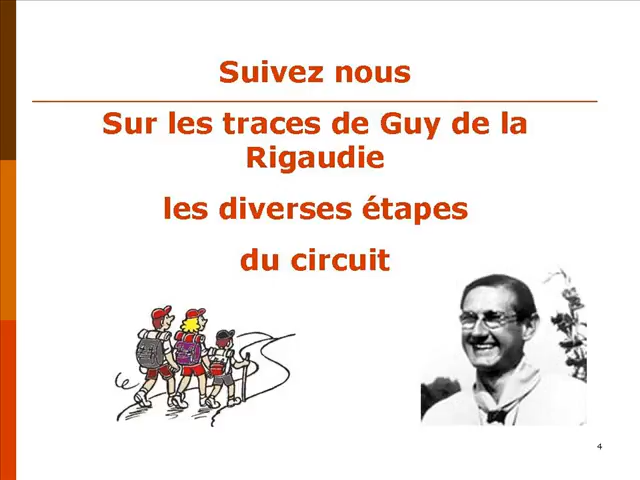 Suivez nous
Sur les traces de Guy de la
Rigaudie
les diverses étapes
du circuit
4